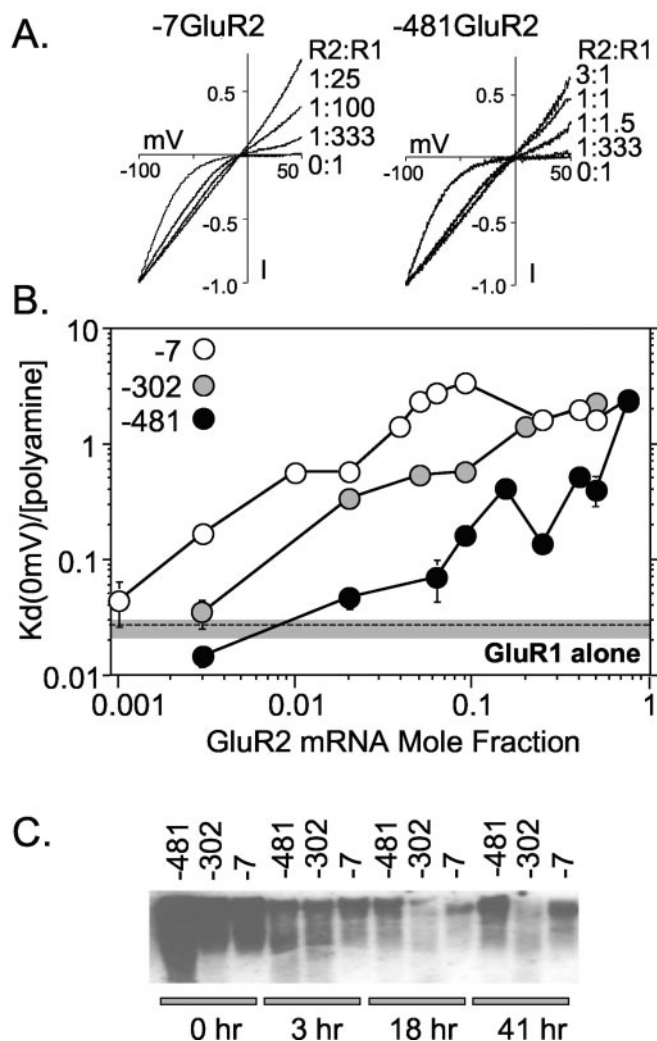 A.
-7GluR2
-481GluR2
R2:R1
1:25
1:100
1:333
0:1
0.5
mV
-100
50
-0.5
-1.0
I
R2:R1
3:1
1:1
1:1.5
1:333
0:1
0.5
mV
-100
50
-0.5
-1.0
I
B.
-7
-302
-481
10
1
0.1
0.01
Kd(0mV)/[polyamine]
GluR1 alone
0.001
0.01
0.1
1
GluR2 mRNA Mole Fraction
C.
-481 -302 -7 -481 -302 -7 -481 -302 -7 -481 -302 -7
0 hr 3 hr 18 hr 41 hr